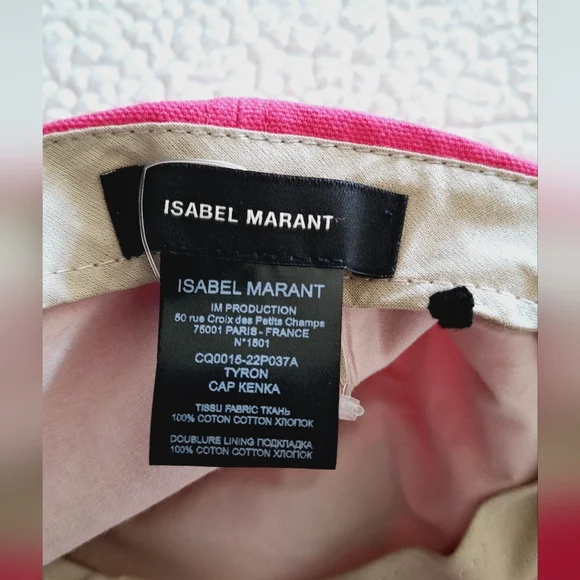 ISABEL MARANT
ISABEL MARANT
IM PRODUCTION
50 rue Croix des Petits Champs
75001 PARIS - FRANCE
N°1501
CQ0015-22P037A
TYRON
CAP KENKA
TISSU FABRIC ТКАНЬ
100% COTON COTTON ХЛОПОК
DOUBLURE LINING ПОДКЛАДКА
100% COTON COTTON ХЛОПОК